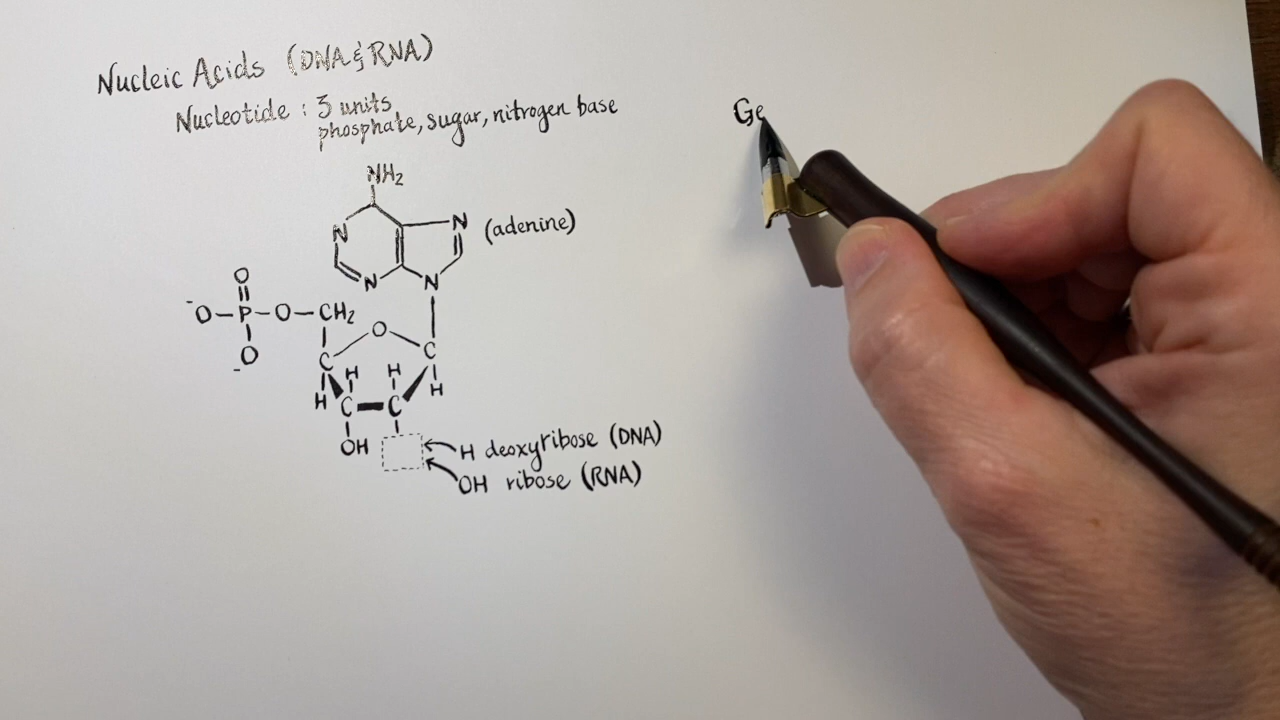 Nucleic Acids (DNA & RNA)
Nucleotide : 3 units
phosphate, sugar, nitrogen base
Ge
NH₂
N
N
(adenine)
N
N
O
⁻O-P-O-CH₂
O⁻
O
C
C
H
H
H
H
C
C
OH
H deoxyribose (DNA)
OH ribose (RNA)